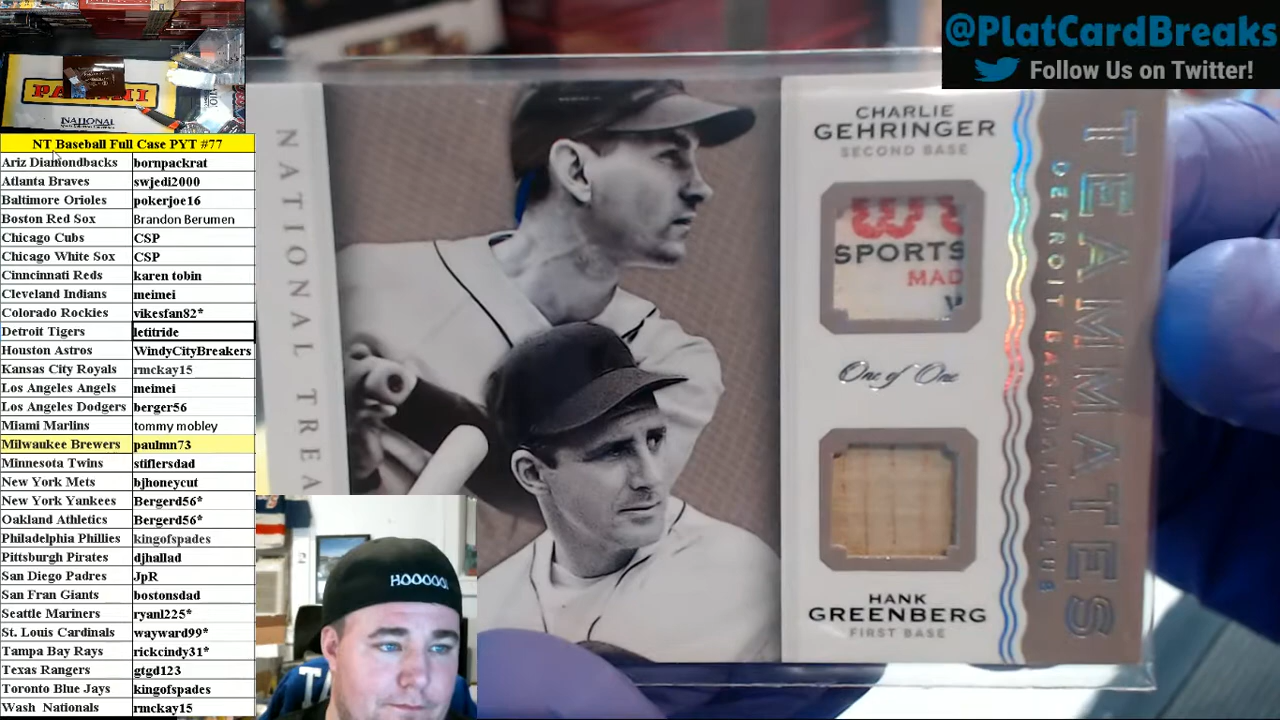 @PlatCardBreaks
Follow Us on Twitter!
PANINI
NATIONAL
NT Baseball Full Case PYT #77
Ariz Diamondbacks bornpackrat
Atlanta Braves swjedi2000
Baltimore Orioles pokerjoe16
Boston Red Sox Brandon Berumen
Chicago Cubs CSP
Chicago White Sox CSP
Cinncinnati Reds karen tobin
Cleveland Indians meimei
Colorado Rockies vikesfan82*
Detroit Tigers letitride
Houston Astros WindyCityBreakers
Kansas City Royals rmckay15
Los Angeles Angels meimei
Los Angeles Dodgers berger56
Miami Marlins tommy mobley
Milwaukee Brewers paulmn73
Minnesota Twins stiflersdad
New York Mets bjhoneycut
New York Yankees Bergerd56*
Oakland Athletics Bergerd56*
Philadelphia Phillies kingofspades
Pittsburgh Pirates djhallad
San Diego Padres JpR
San Fran Giants bostonsdad
Seattle Mariners ryanl225*
St. Louis Cardinals wayward99*
Tampa Bay Rays rickcindy31*
Texas Rangers gtgd123
Toronto Blue Jays kingofspades
Wash Nationals rmckay15
NATIONAL TREA
CHARLIE
GEHRINGER
SECOND BASE
SPORTS
MAD
One of One
HANK
GREENBERG
FIRST BASE
TEAMMATES
DETROIT BASEBALL CLUB
HOOOOO!